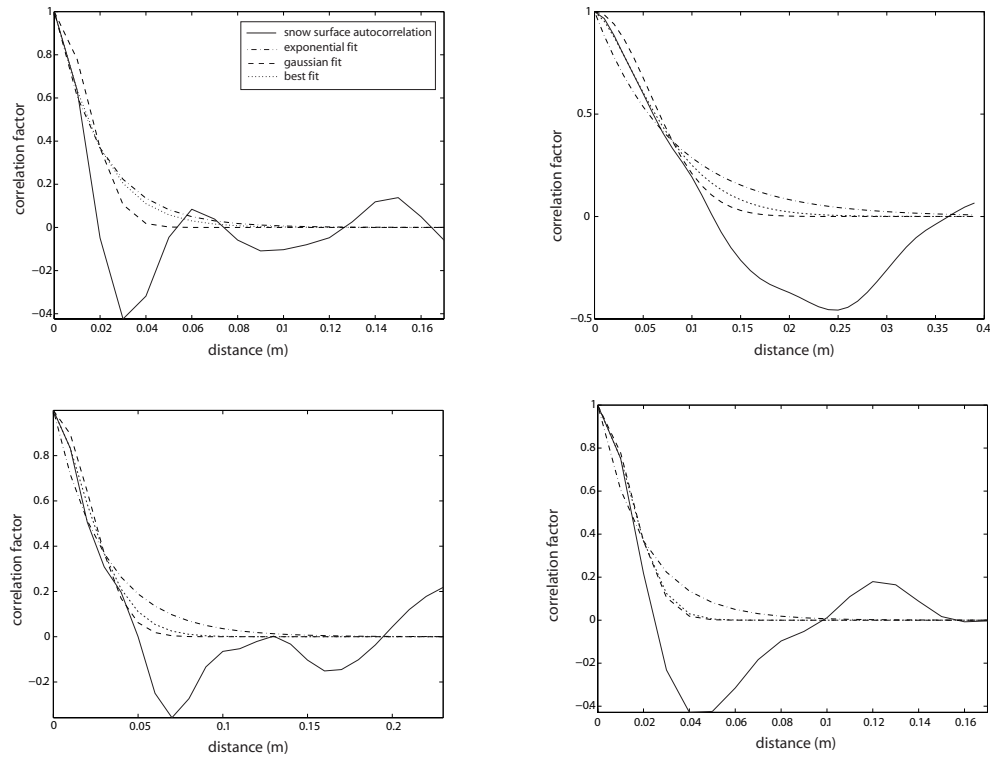 1
0.8
0.6
0.4
0.2
0
−0.2
−0.4
correlation factor
snow surface autocorrelation
exponential fit
gaussian fit
best fit
0 0.02 0.04 0.06 0.08 0.1 0.12 0.14 0.16
distance (m)
1
0.5
0
−0.5
correlation factor
0 0.05 0.1 0.15 0.2 0.25 0.3 0.35 0.4
distance (m)
0.8
0.6
0.4
0.2
0
−0.2
correlation factor
0 0.05 0.1 0.15 0.2
distance (m)
1
0.8
0.6
0.4
0.2
0
−0.2
−0.4
correlation factor
0 0.02 0.04 0.06 0.08 0.1 0.12 0.14 0.16
distance (m)